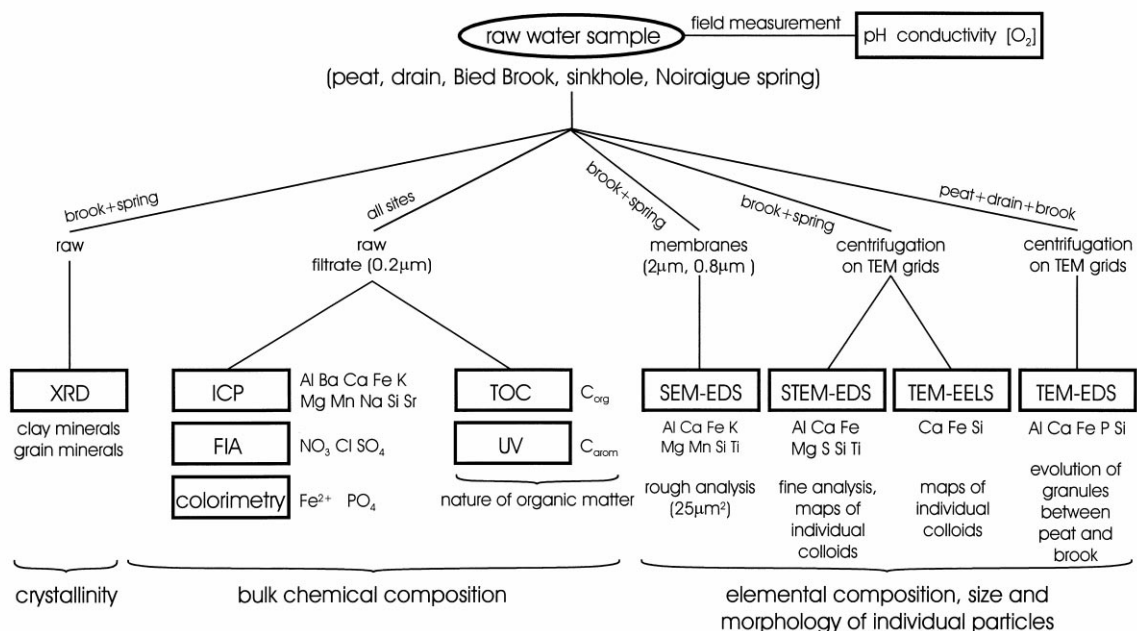 raw water sample
field measurement
pH conductivity [O₂]
(peat, drain, Bied Brook, sinkhole, Noiraigue spring)
brook+spring
all sites
brook+spring
brook+spring
peat+drain+brook
raw
raw
filtrate (0.2μm)
membranes
(2μm, 0.8μm )
centrifugation
on TEM grids
centrifugation
on TEM grids
XRD
clay minerals
grain minerals
ICP
Al Ba Ca Fe K
Mg Mn Na Si Sr
FIA
NO₃ Cl SO₄
colorimetry
Fe²⁺ PO₄
TOC
C_org
UV
C_arom
nature of organic matter
SEM-EDS
Al Ca Fe K
Mg Mn Si Ti
rough analysis
(25μm²)
STEM-EDS
Al Ca Fe
Mg S Si Ti
fine analysis,
maps of
individual
colloids
TEM-EELS
Ca Fe Si
maps of
individual
colloids
TEM-EDS
Al Ca Fe P Si
evolution of
granules
between
peat and
brook
crystallinity
bulk chemical composition
elemental composition, size and
morphology of individual particles